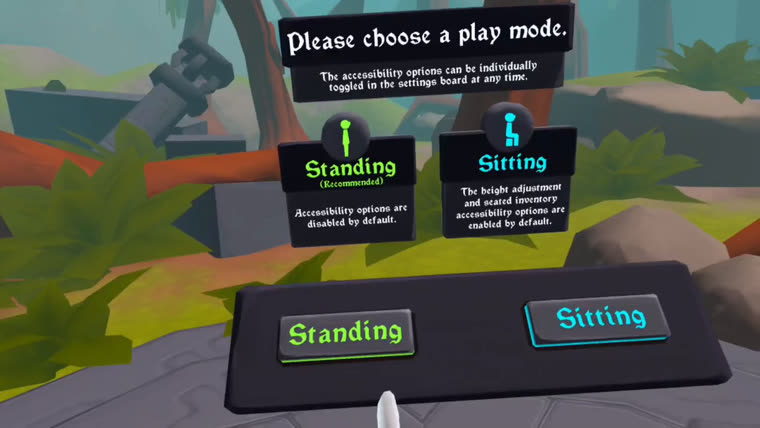 Please choose a play mode.
The accessibility options can be individually
toggled in the settings board at any time.
Standing
(Recommended)
Accessibility options are
disabled by default.
Sitting
The height adjustment
and seated inventory
accessibility options are
enabled by default.
Standing
Sitting